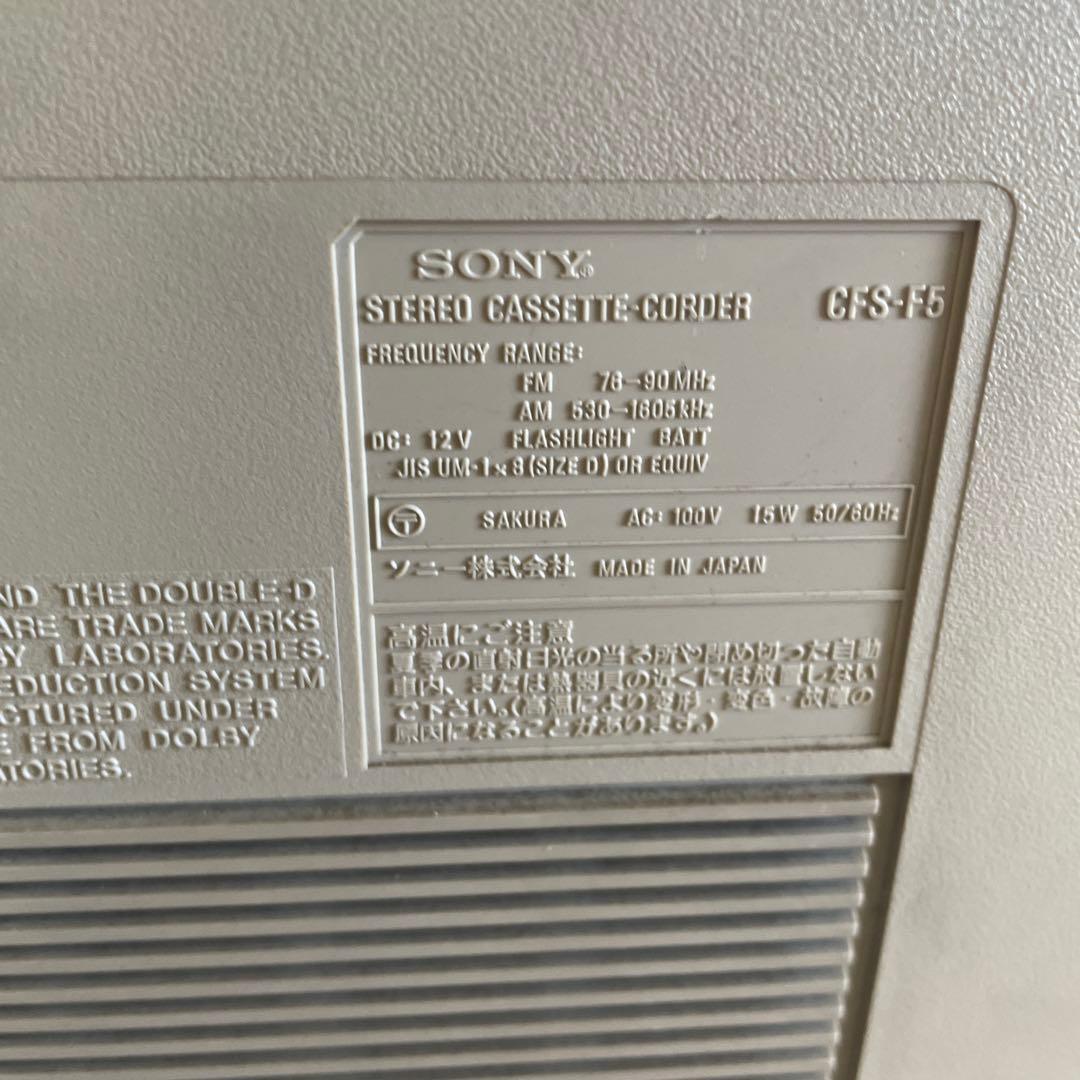 SONY®
STEREO CASSETTE-CORDER CFS-F5
FREQUENCY RANGE:
FM 76-90MHz
AM 530-1605kHz
DC: 12V FLASHLIGHT BATT
JIS UM-1×8(SIZE D) OR EQUIV
SAKURA AC: 100V 15W 50/60Hz
ソニー株式会社 MADE IN JAPAN
高温にご注意
夏季の直射日光の当る所や閉め切った自動
車内、または熱器具の近くには放置しない
で下さい。(高温により変形・変色・故障の
原因になることがあります。)
ND THE DOUBLE-D
ARE TRADE MARKS
BY LABORATORIES.
EDUCTION SYSTEM
CTURED UNDER
E FROM DOLBY
ATORIES.